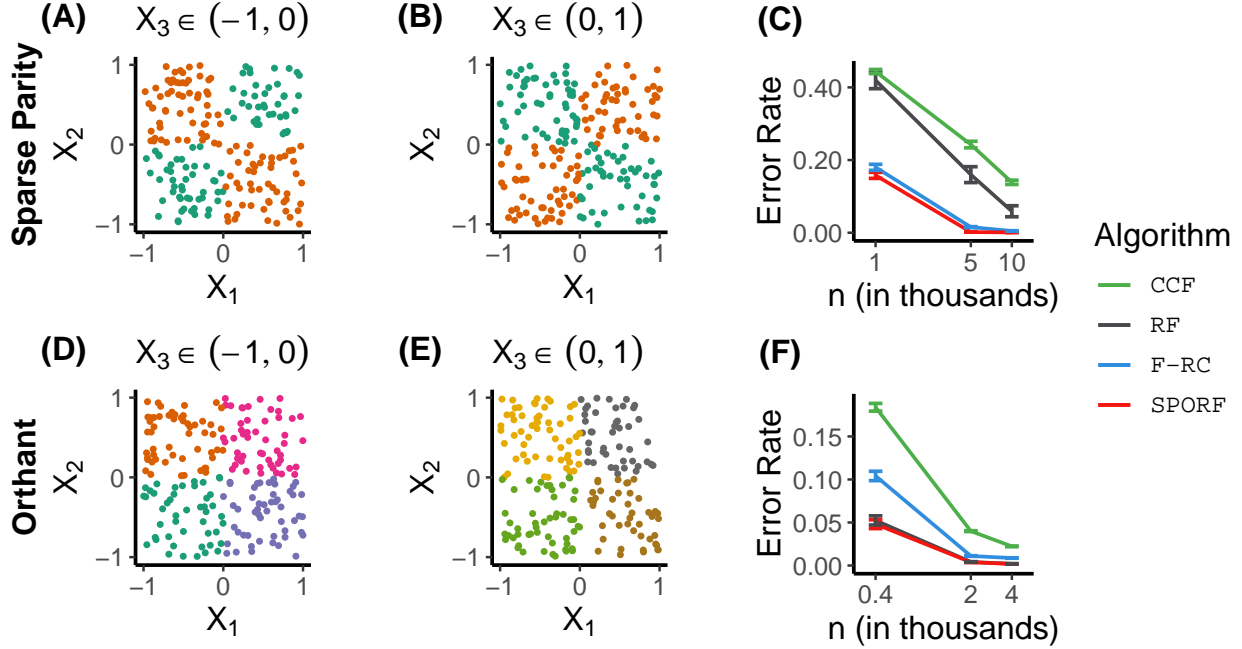 (A) X3 ∈ (−1, 0)
(B) X3 ∈ (0, 1)
(C)
Sparse Parity
X2
1
0
−1
−1 0 1
X1
X2
1
0
−1
−1 0 1
X1
Error Rate
0.40
0.20
0.00
1 5 10
n (in thousands)
Algorithm
CCF
RF
F−RC
SPORF
(D) X3 ∈ (−1, 0)
(E) X3 ∈ (0, 1)
(F)
Orthant
X2
1
0
−1
−1 0 1
X1
X2
1
0
−1
−1 0 1
X1
Error Rate
0.15
0.10
0.05
0.00
0.4 2 4
n (in thousands)